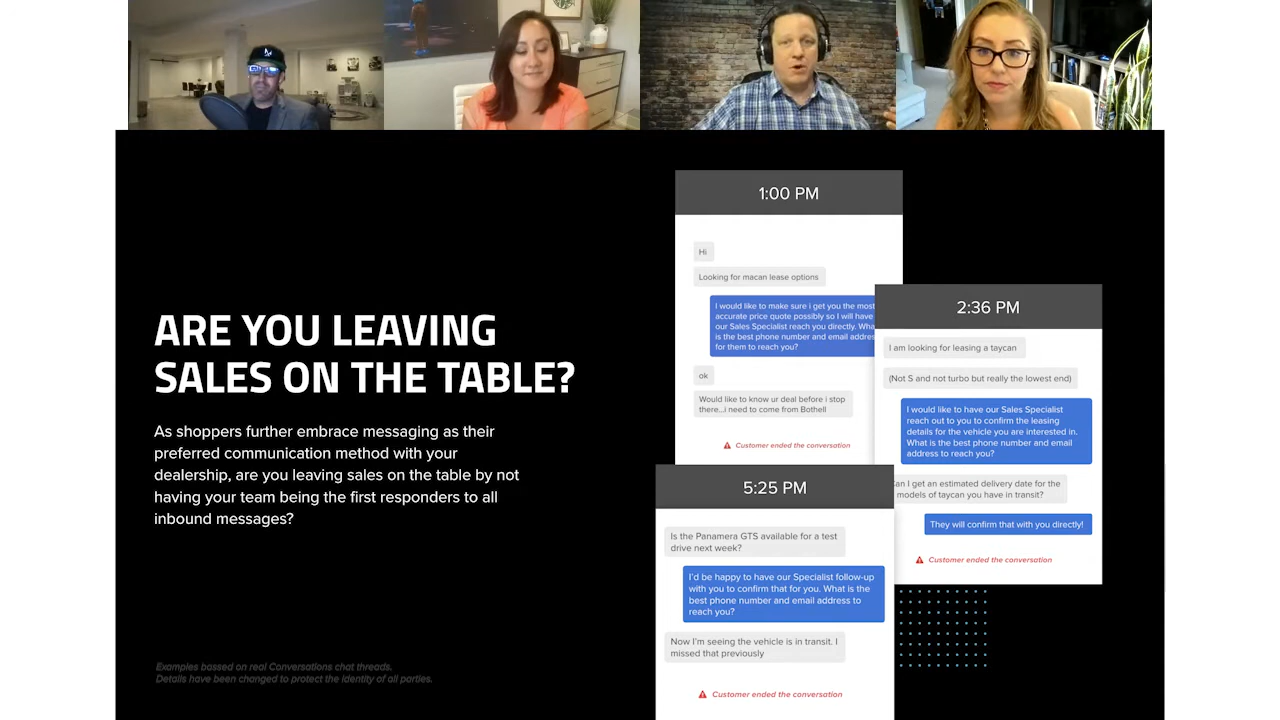 ARE YOU LEAVING
SALES ON THE TABLE?
As shoppers further embrace messaging as their
preferred communication method with your
dealership, are you leaving sales on the table by not
having your team being the first responders to all
inbound messages?
Examples bassed on real Conversations chat threads.
Details have been changed to protect the identity of all parties.
1:00 PM
Hi
Looking for macan lease options
I would like to make sure i get you the most
accurate price quote possibly so I will have
our Sales Specialist reach you directly.
is the best phone number and email
for them to reach you?
ok
Would like to know ur deal before i stop
there...i need to come from Bothell
Customer ended the conversation
2:36 PM
I am looking for leasing a taycan
(Not S and not turbo but really the lowest end)
I would like to have our Sales Specialist
reach out to you to confirm the leasing
details for the vehicle you are interested in.
What is the best phone number and email
address to reach you?
an I get an estimated delivery date for the
models of taycan you have in transit?
They will confirm that with you directly!
Customer ended the conversation
5:25 PM
Is the Panamera GTS available for a test
drive next week?
I'd be happy to have our Specialist follow-up
with you to confirm that for you. What is the
best phone number and email address to
reach you?
Now I'm seeing the vehicle is in transit. I
missed that previously
Customer ended the conversation